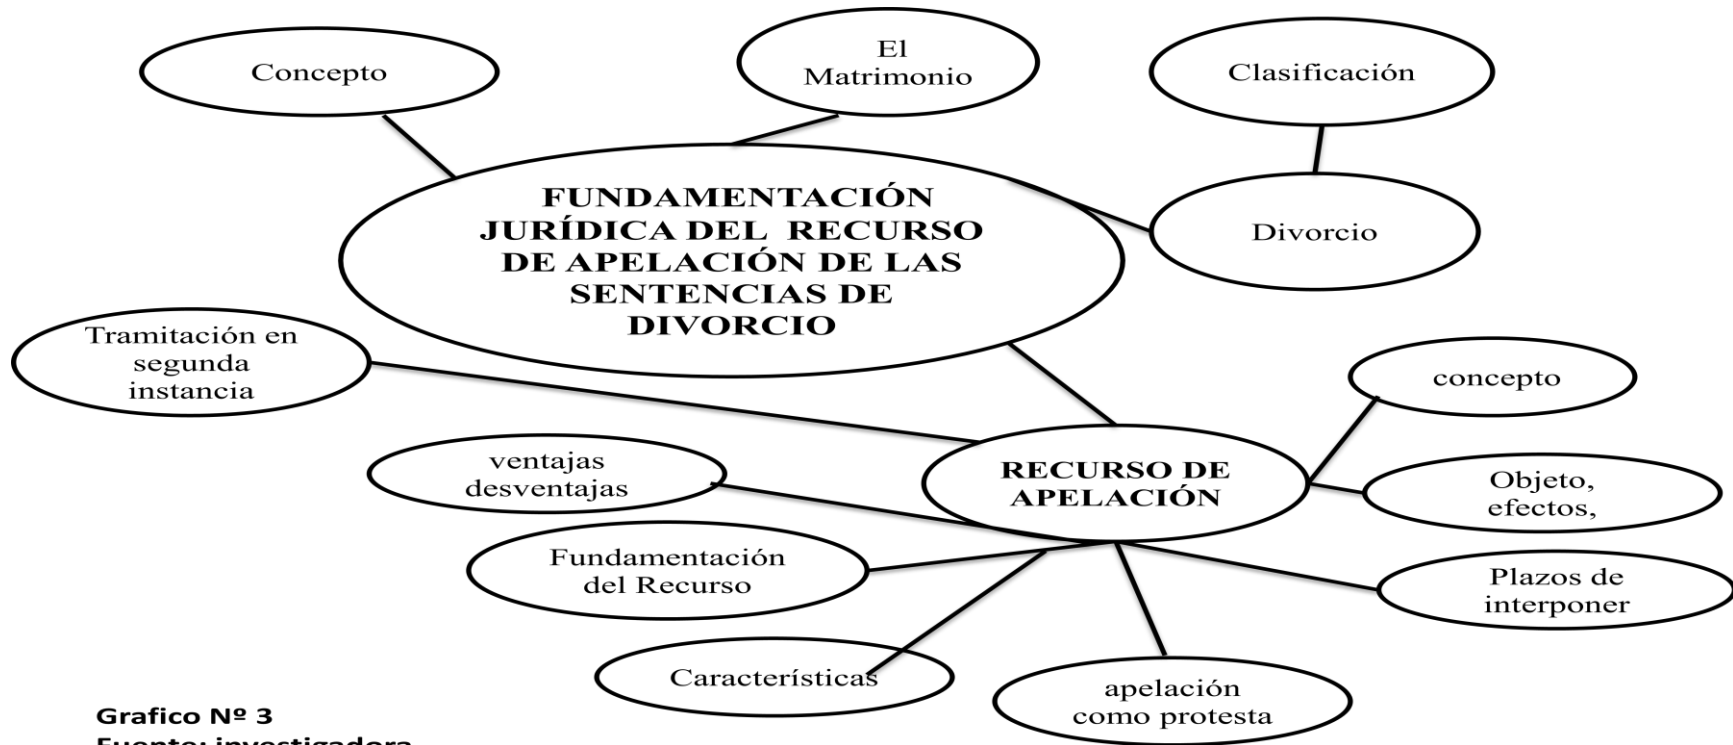 Concepto
El
Matrimonio
Clasificación
FUNDAMENTACIÓN
JURÍDICA DEL RECURSO
DE APELACIÓN DE LAS
SENTENCIAS DE
DIVORCIO
Divorcio
Tramitación en
segunda
instancia
concepto
ventajas
desventajas
RECURSO DE
APELACIÓN
Objeto,
efectos,
Fundamentación
del Recurso
Plazos de
interponer
Características
apelación
como protesta
Grafico Nº 3
Fuente: investigadora